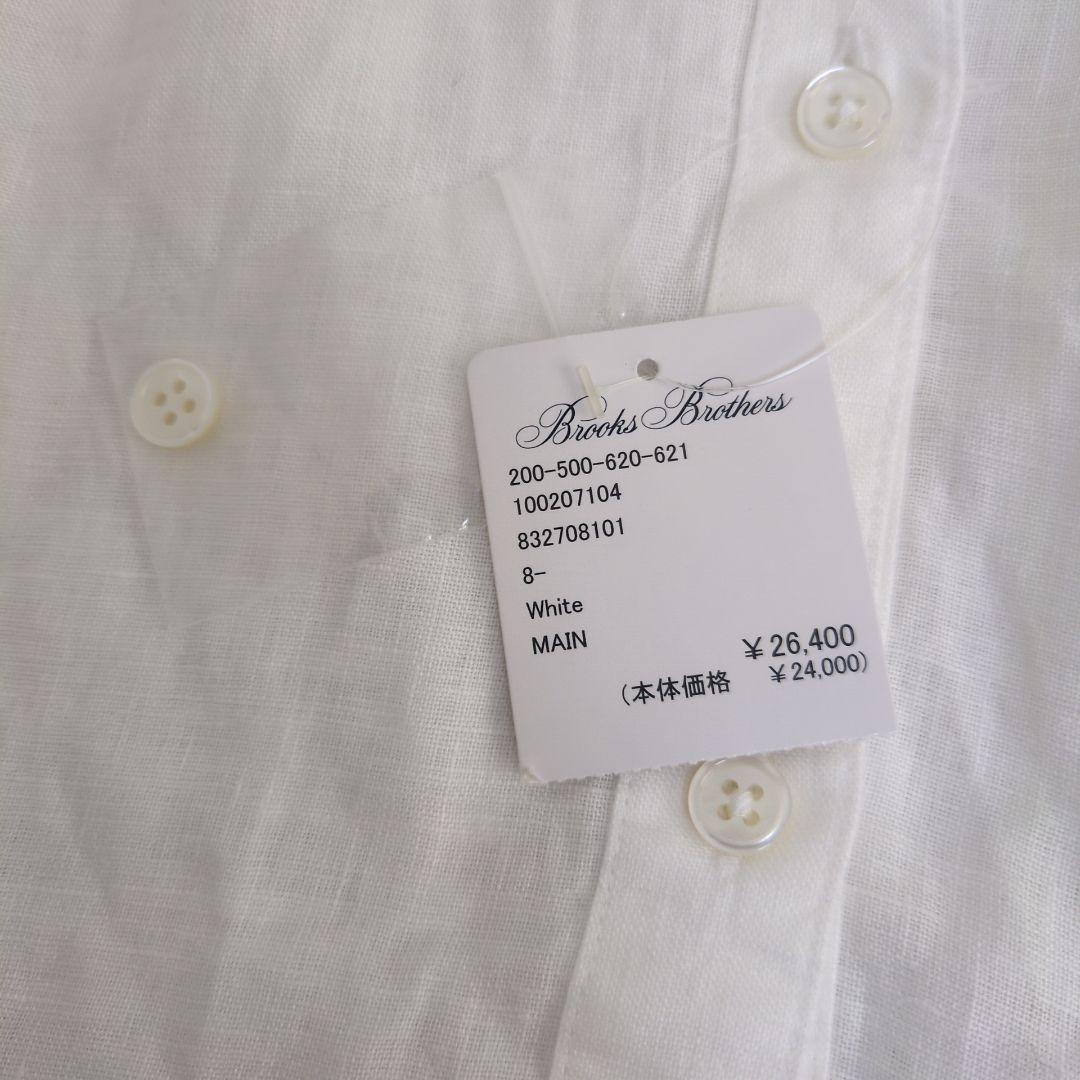 Brooks Brothers
200-500-620-621
100207104
832708101
8-
White
MAIN
¥26,400
(本体価格 ¥24,000)